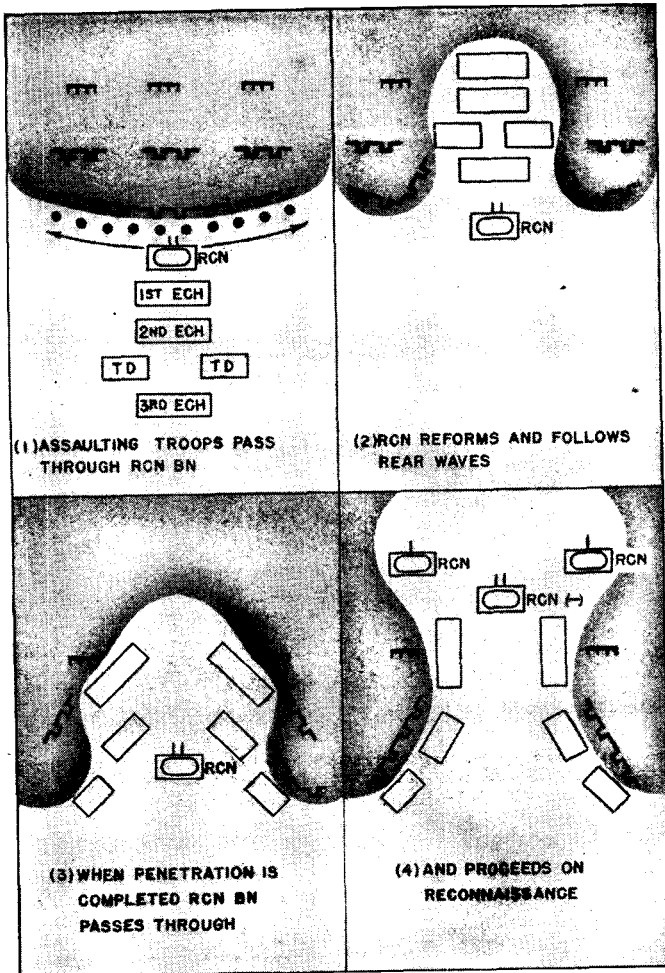 RCN
1ST ECH
2ND ECH
TD TD
3RD ECH
(1) ASSAULTING TROOPS PASS
THROUGH RCN BN
RCN
(2) RCN REFORMS AND FOLLOWS
REAR WAVES
RCN
(3) WHEN PENETRATION IS
COMPLETED RCN BN
PASSES THROUGH
RCN RCN
RCN (-)
(4) AND PROCEEDS ON
RECONNAISSANCE